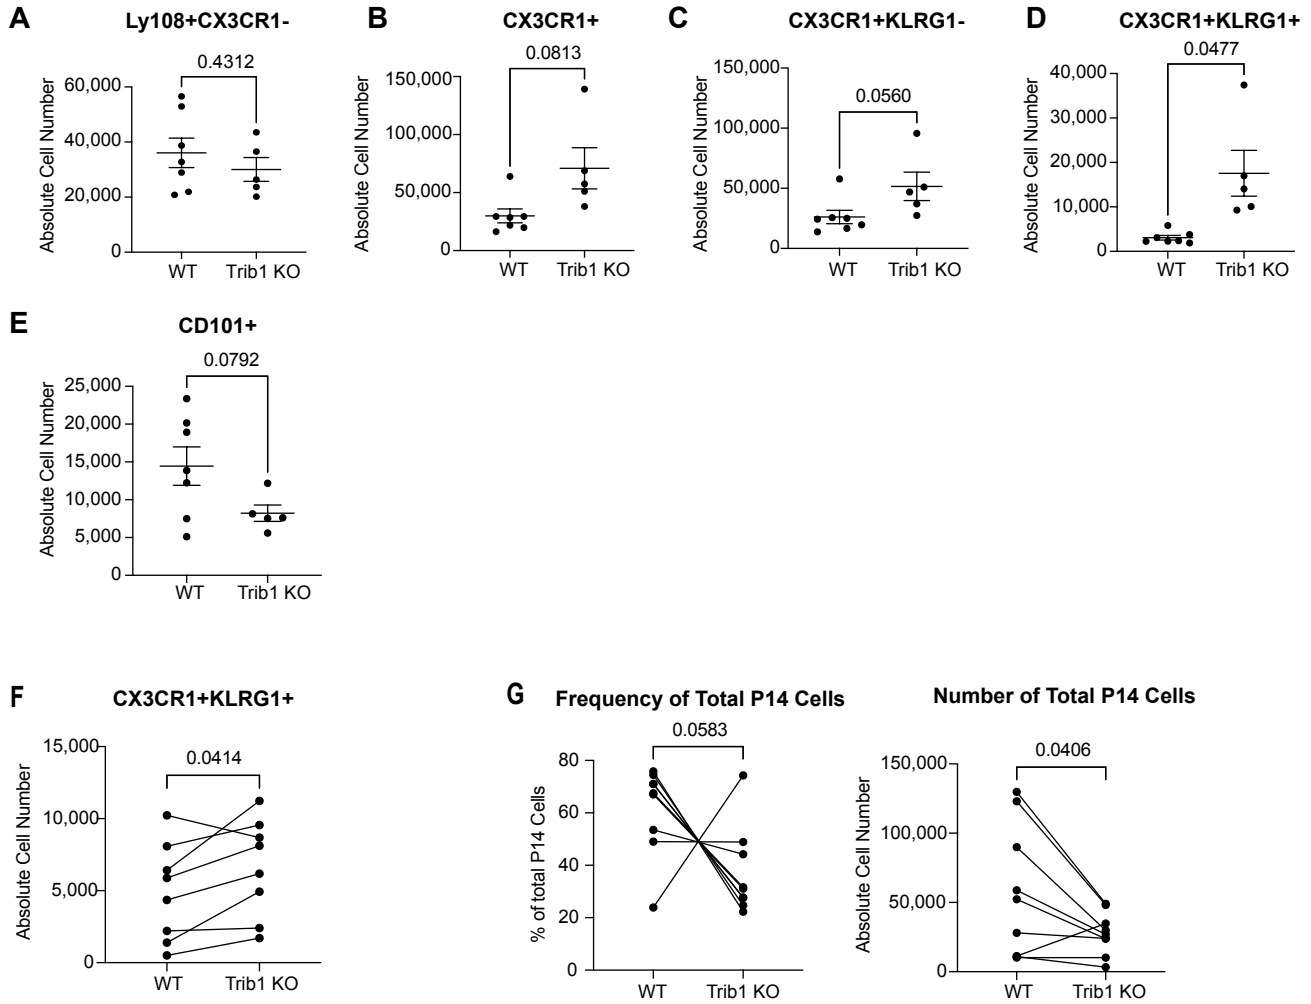 A
Ly108+CX3CR1-
0.4312
Absolute Cell Number
60,000
40,000
20,000
0
WT
Trib1 KO
B
CX3CR1+
0.0813
Absolute Cell Number
150,000
100,000
50,000
0
WT
Trib1 KO
C
CX3CR1+KLRG1-
0.0560
Absolute Cell Number
150,000
100,000
50,000
0
WT
Trib1 KO
D
CX3CR1+KLRG1+
0.0477
Absolute Cell Number
40,000
30,000
20,000
10,000
0
WT
Trib1 KO
E
CD101+
0.0792
Absolute Cell Number
25,000
20,000
15,000
10,000
5,000
0
WT
Trib1 KO
F
CX3CR1+KLRG1+
0.0414
Absolute Cell Number
15,000
10,000
5,000
0
WT
Trib1 KO
G
Frequency of Total P14 Cells
0.0583
% of total P14 Cells
80
60
40
20
0
WT
Trib1 KO
Number of Total P14 Cells
0.0406
Absolute Cell Number
150,000
100,000
50,000
0
WT
Trib1 KO